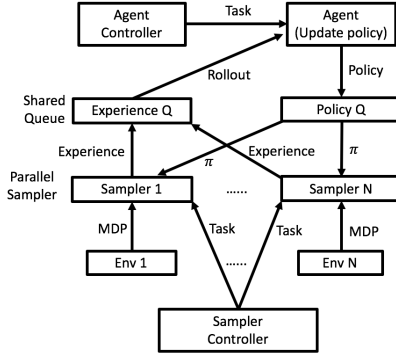 Agent
Controller
Task
Agent
(Update policy)
Rollout
Policy
Shared
Queue
Experience Q
Policy Q
Experience
π
Experience
π
Parallel
Sampler
Sampler 1
......
Sampler N
MDP
Task
Task
MDP
Env 1
......
Env N
Sampler
Controller